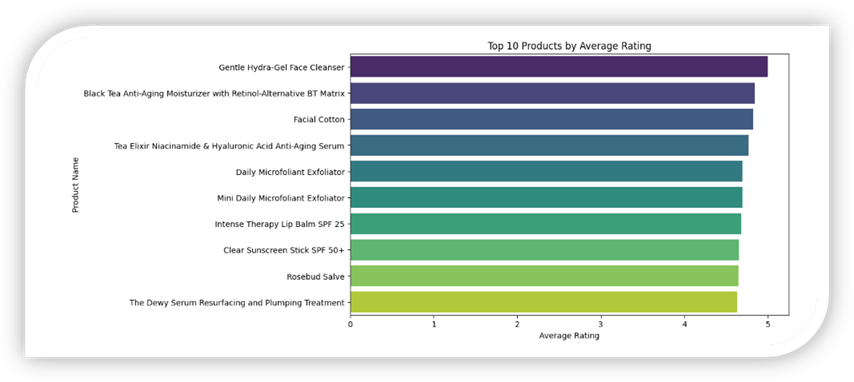 Top 10 Products by Average Rating
Product Name
Gentle Hydra-Gel Face Cleanser
Black Tea Anti-Aging Moisturizer with Retinol-Alternative BT Matrix
Facial Cotton
Tea Elixir Niacinamide & Hyaluronic Acid Anti-Aging Serum
Daily Microfoliant Exfoliator
Mini Daily Microfoliant Exfoliator
Intense Therapy Lip Balm SPF 25
Clear Sunscreen Stick SPF 50+
Rosebud Salve
The Dewy Serum Resurfacing and Plumping Treatment
0 1 2 3 4 5
Average Rating